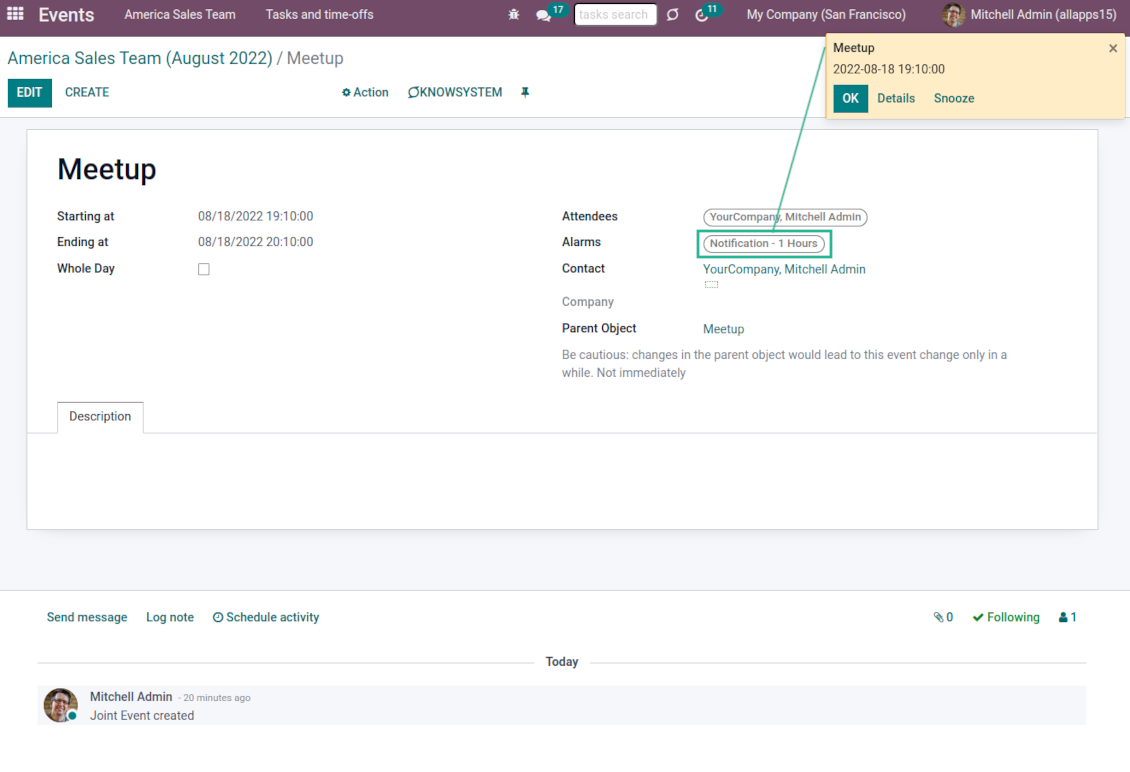 Events America Sales Team Tasks and time-offs 17 tasks search 11 My Company (San Francisco) Mitchell Admin (allapps15)
America Sales Team (August 2022) / Meetup
EDIT CREATE Action KNOWSYSTEM
Meetup ×
2022-08-18 19:10:00
OK Details Snooze
Meetup
Starting at 08/18/2022 19:10:00
Ending at 08/18/2022 20:10:00
Whole Day
Attendees YourCompany, Mitchell Admin
Alarms Notification - 1 Hours
Contact YourCompany, Mitchell Admin
Company
Parent Object Meetup
Be cautious: changes in the parent object would lead to this event change only in a
while. Not immediately
Description
Send message Log note Schedule activity 0 Following 1
Today
Mitchell Admin - 20 minutes ago
Joint Event created